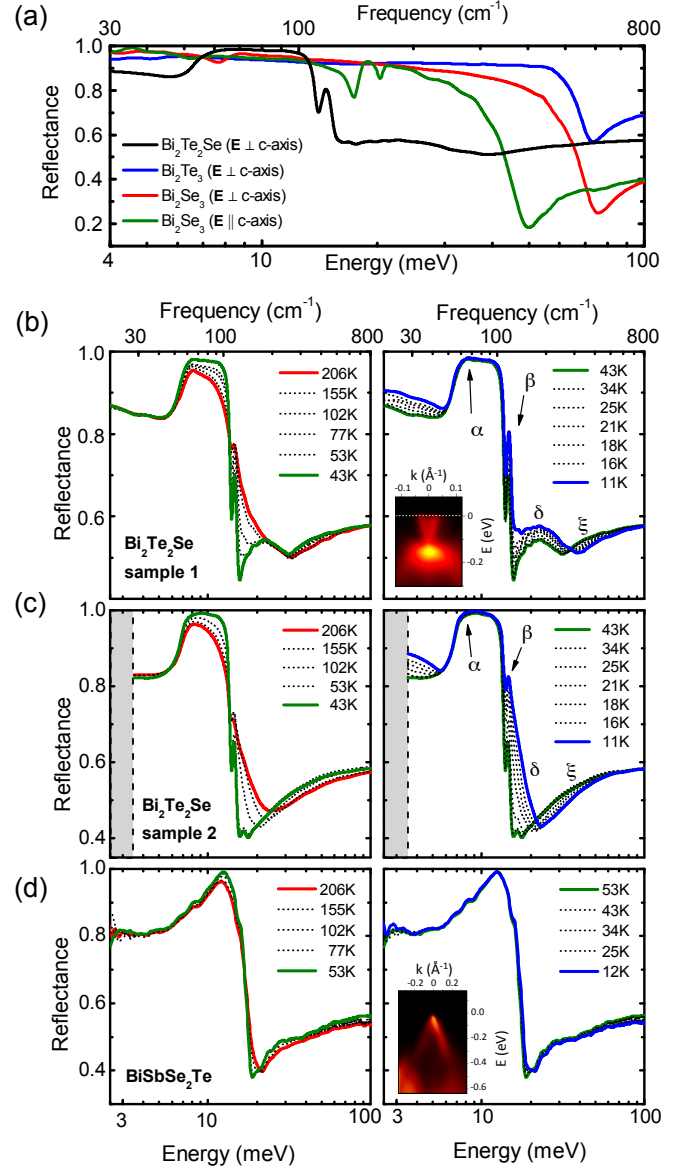 (a)
Frequency (cm⁻¹)
30 100 800
1.0
0.8
0.6
0.4
0.2
Reflectance
Bi₂Te₂Se (E ⊥ c-axis)
Bi₂Te₃ (E ⊥ c-axis)
Bi₂Se₃ (E ⊥ c-axis)
Bi₂Se₃ (E || c-axis)
4 10 100
Energy (meV)
(b)
Frequency (cm⁻¹)
30 100 800
1.0
0.8
0.6
Reflectance
206K
155K
102K
77K
53K
43K
Bi₂Te₂Se
sample 1
Frequency (cm⁻¹)
30 100 800
43K
34K
25K
21K
18K
16K
11K
α
β
δ
ξ
k (Å⁻¹)
-0.1 0 0.1
0
-0.2
E (eV)
(c)
1.0
0.8
0.6
0.4
Reflectance
206K
155K
102K
53K
43K
Bi₂Te₂Se
sample 2
43K
34K
25K
21K
18K
16K
11K
α
β
δ
ξ
(d)
1.0
0.8
0.6
0.4
Reflectance
206K
155K
102K
77K
53K
BiSbSe₂Te
3 10 100
Energy (meV)
53K
43K
34K
25K
12K
k (Å⁻¹)
-0.2 0 0.2
0.0
-0.2
-0.4
-0.6
E (eV)
3 10 100
Energy (meV)